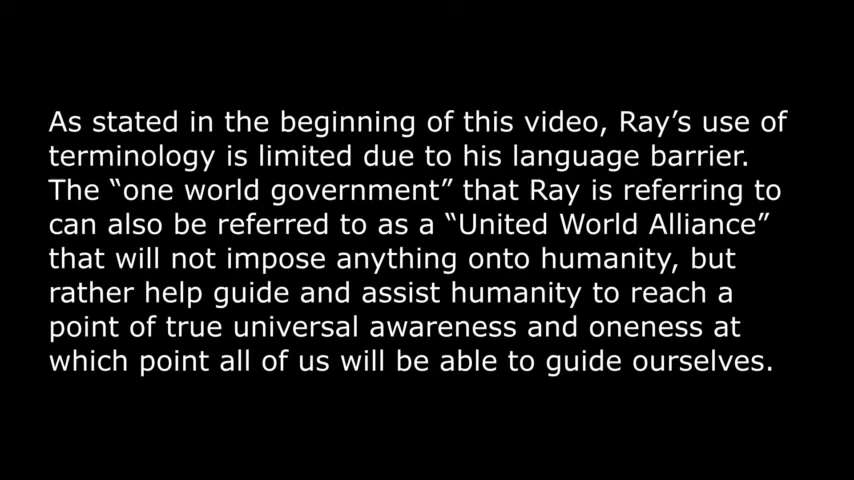 As stated in the beginning of this video, Ray’s use of
terminology is limited due to his language barrier.
The “one world government” that Ray is referring to
can also be referred to as a “United World Alliance”
that will not impose anything onto humanity, but
rather help guide and assist humanity to reach a
point of true universal awareness and oneness at
which point all of us will be able to guide ourselves.